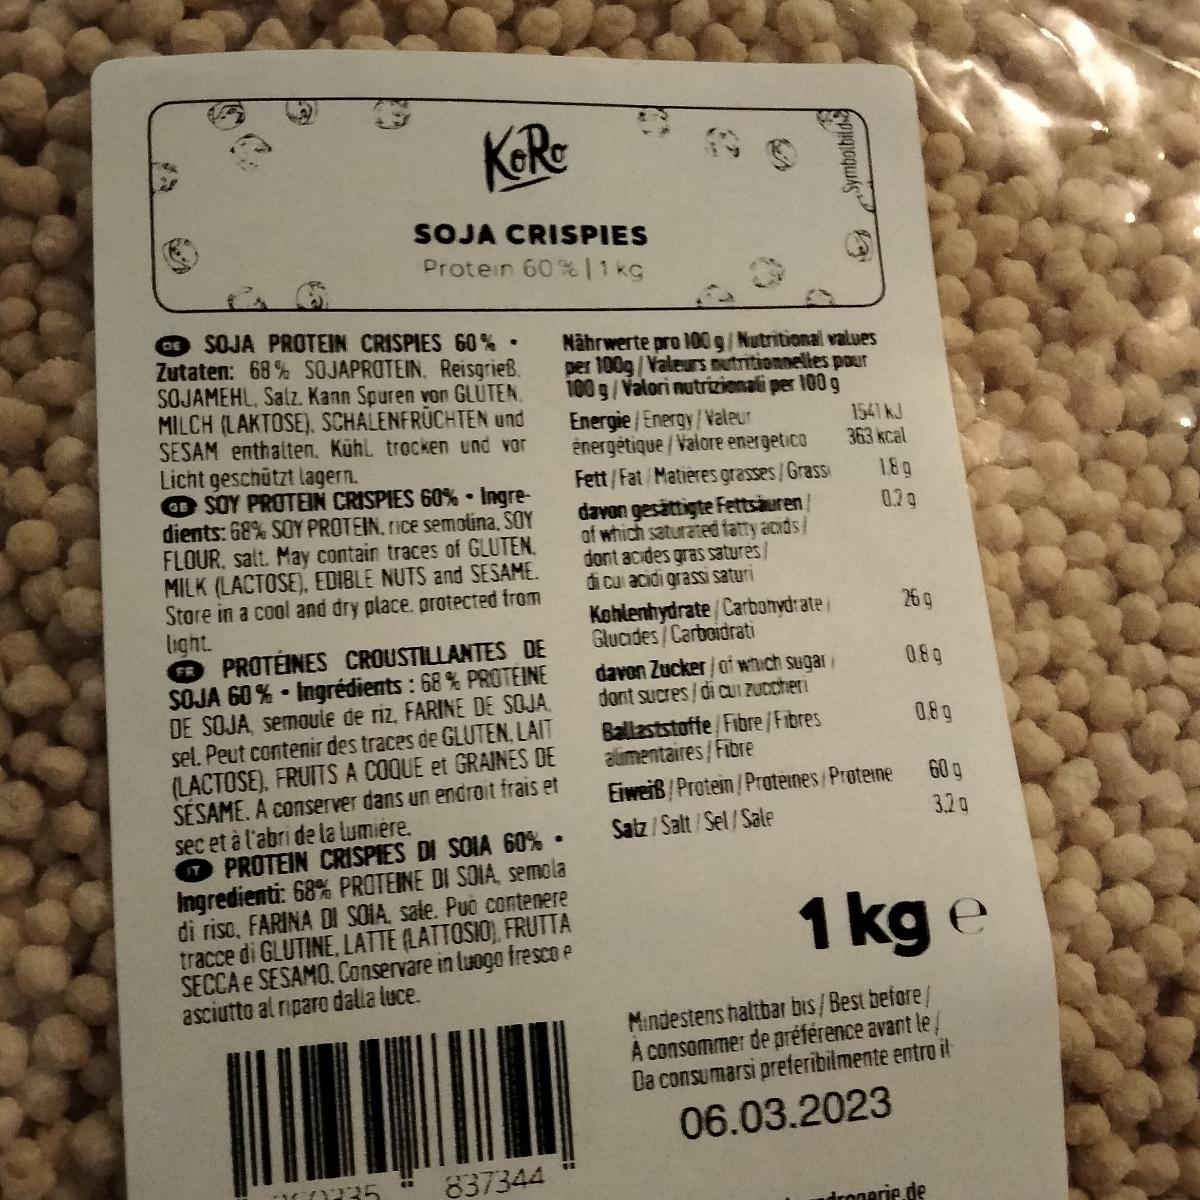 KoRo
SOJA CRISPIES
Protein 60% | 1 kg
Symbolbild
DE SOJA PROTEIN CRISPIES 60% •
Zutaten: 68% SOJAPROTEIN, Reisgrieß,
SOJAMEHL, Salz. Kann Spuren von GLUTEN,
MILCH (LAKTOSE), SCHALENFRÜCHTEN und
SESAM enthalten. Kühl, trocken und vor
Licht geschützt lagern.
GB SOY PROTEIN CRISPIES 60% • Ingre-
dients: 68% SOY PROTEIN, rice semolina, SOY
FLOUR, salt. May contain traces of GLUTEN,
MILK (LACTOSE), EDIBLE NUTS and SESAME.
Store in a cool and dry place, protected from
light.
FR PROTÉINES CROUSTILLANTES DE
SOJA 60% • Ingrédients : 68% PROTÉINE
DE SOJA, semoule de riz, FARINE DE SOJA,
sel. Peut contenir des traces de GLUTEN, LAIT
(LACTOSE), FRUITS A COQUE et GRAINES DE
SÉSAME. A conserver dans un endroit frais et
sec et à l'abri de la lumière.
IT PROTEIN CRISPIES DI SOIA 60% •
Ingredienti: 68% PROTEINE DI SOIA, semola
di riso, FARINA DI SOIA, sale. Può contenere
tracce di GLUTINE, LATTE (LATTOSIO), FRUTTA
SECCA e SESAMO. Conservare in luogo fresco e
asciutto al riparo dalla luce.
Nährwerte pro 100 g / Nutritional values
per 100g / Valeurs nutritionnelles pour
100 g / Valori nutrizionali per 100 g
Energie / Energy / Valeur 1541 kJ
énergétique / Valore energetico 363 kcal
Fett / Fat / Matières grasses / Grassi 1.8 g
davon gesättigte Fettsäuren / 0.2 g
of which saturated fatty acids /
dont acides gras saturés /
di cui acidi grassi saturi
Kohlenhydrate / Carbohydrate / 26 g
Glucides / Carboidrati
davon Zucker / of which sugar / 0.8 g
dont sucres / di cui zuccheri
Ballaststoffe / Fibre / Fibres 0.8 g
alimentaires / Fibre
Eiweiß / Protein / Protéines / Proteine 60 g
Salz / Salt / Sel / Sale 3.2 g
1 kg ℮
Mindestens haltbar bis / Best before /
À consommer de préférence avant le /
Da consumarsi preferibilmente entro il
06.03.2023
837344